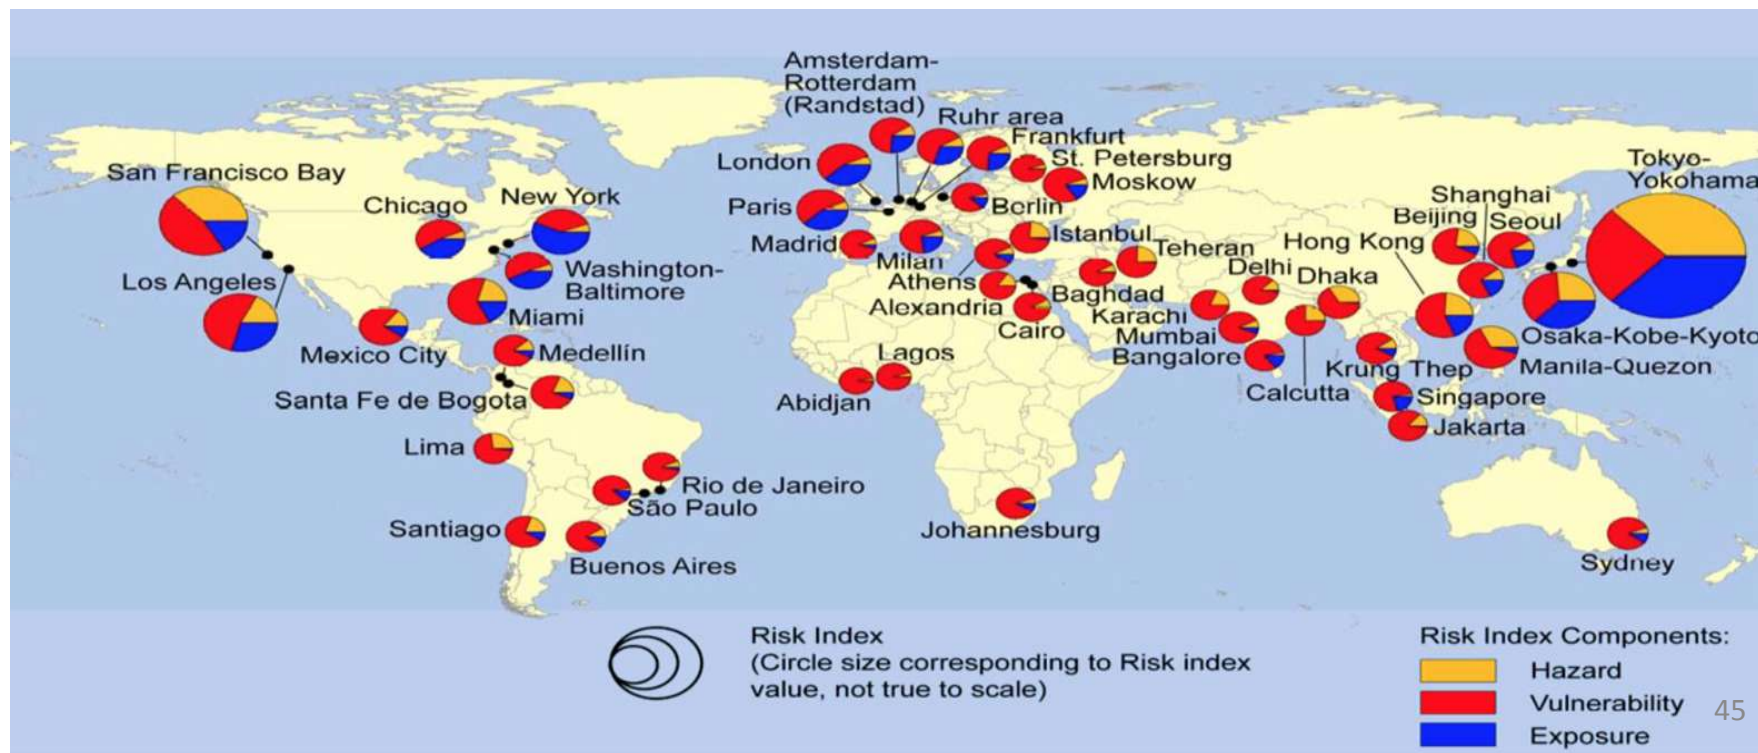 Amsterdam-
Rotterdam
(Randstad)
Ruhr area
Frankfurt
St. Petersburg
Moskow
London
Paris
Berlin
Madrid
Milan
Istanbul
Athens
Teheran
Alexandria
Baghdad
Cairo
San Francisco Bay
Chicago
New York
Los Angeles
Washington-
Baltimore
Miami
Mexico City
Medellín
Santa Fe de Bogota
Lima
Rio de Janeiro
São Paulo
Santiago
Buenos Aires
Lagos
Abidjan
Johannesburg
Karachi
Delhi
Dhaka
Mumbai
Bangalore
Calcutta
Hong Kong
Beijing
Shanghai
Seoul
Tokyo-
Yokohama
Osaka-Kobe-Kyoto
Manila-Quezon
Krung Thep
Singapore
Jakarta
Sydney
Risk Index
(Circle size corresponding to Risk index
value, not true to scale)
Risk Index Components:
Hazard
Vulnerability
Exposure
45